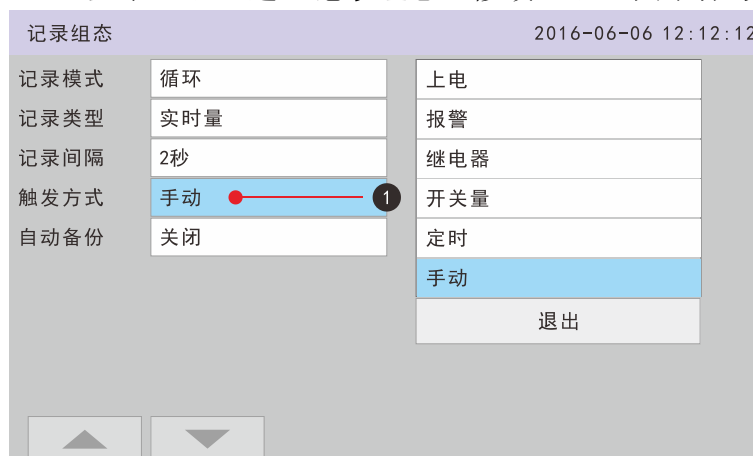 记录组态 2016-06-06 12:12:12
记录模式 循环
记录类型 实时量
记录间隔 2秒
触发方式 手动 1
自动备份 关闭
上电
报警
继电器
开关量
定时
手动
退出